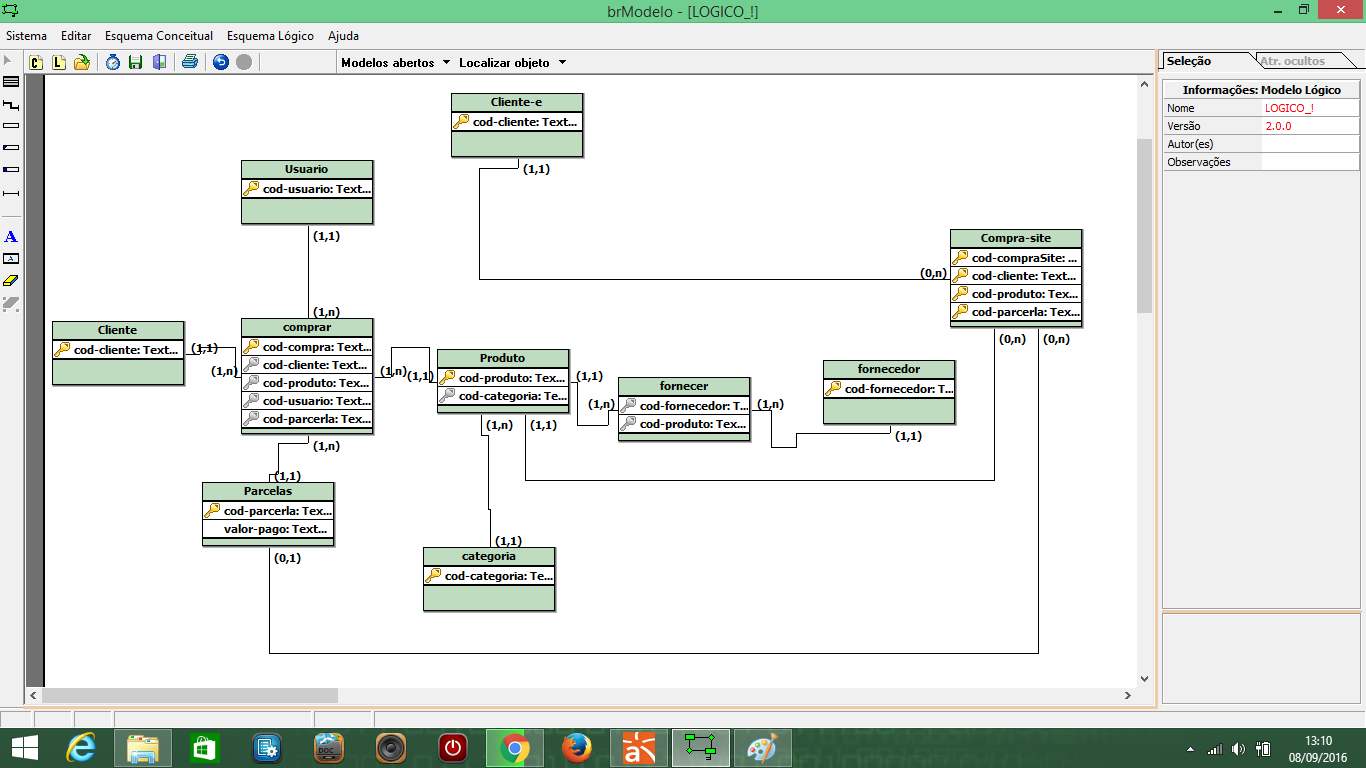 brModelo - [LOGICO_!]
Sistema Editar Esquema Conceitual Esquema Lógico Ajuda
Modelos abertos Localizar objeto
Seleção Atr. ocultos
Informações: Modelo Lógico
Nome LOGICO_!
Versão 2.0.0
Autor(es)
Observações
Cliente-e
cod-cliente: Text...
(1,1)
Usuario
cod-usuario: Text...
(1,1)
Compra-site
cod-compraSite: ...
cod-cliente: Text...
cod-produto: Tex...
cod-parcerla: Tex...
(0,n)
(0,n)
(0,n)
(1,n)
Cliente
cod-cliente: Text...
(1,1)
(1,n)
comprar
cod-compra: Text...
cod-cliente: Text...
cod-produto: Tex...
cod-usuario: Text...
cod-parcerla: Tex...
(1,n)
(1,1)
(1,n)
Produto
cod-produto: Tex...
cod-categoria: Te...
(1,1)
(1,n)
(1,1)
fornecer
cod-fornecedor: T...
cod-produto: Tex...
(1,n)
(1,n)
fornecedor
cod-fornecedor: T...
(1,1)
(1,1)
Parcelas
cod-parcerla: Tex...
valor-pago: Text...
(0,1)
(1,1)
categoria
cod-categoria: Te...
DOC
13:10
08/09/2016